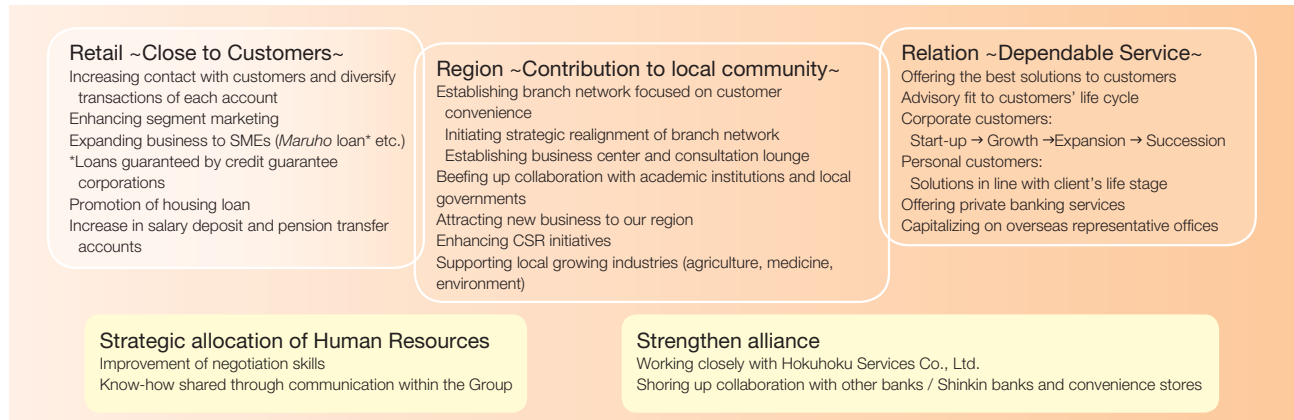 Retail ~Close to Customers~
Increasing contact with customers and diversify
transactions of each account
Enhancing segment marketing
Expanding business to SMEs (Maruho loan* etc.)
*Loans guaranteed by credit guarantee
corporations
Promotion of housing loan
Increase in salary deposit and pension transfer
accounts
Region ~Contribution to local community~
Establishing branch network focused on customer
convenience
Initiating strategic realignment of branch network
Establishing business center and consultation lounge
Beefing up collaboration with academic institutions and local
governments
Attracting new business to our region
Enhancing CSR initiatives
Supporting local growing industries (agriculture, medicine,
environment)
Relation ~Dependable Service~
Offering the best solutions to customers
Advisory fit to customers’ life cycle
Corporate customers:
Start-up → Growth →Expansion → Succession
Personal customers:
Solutions in line with client’s life stage
Offering private banking services
Capitalizing on overseas representative offices
Strategic allocation of Human Resources
Improvement of negotiation skills
Know-how shared through communication within the Group
Strengthen alliance
Working closely with Hokuhoku Services Co., Ltd.
Shoring up collaboration with other banks / Shinkin banks and convenience stores